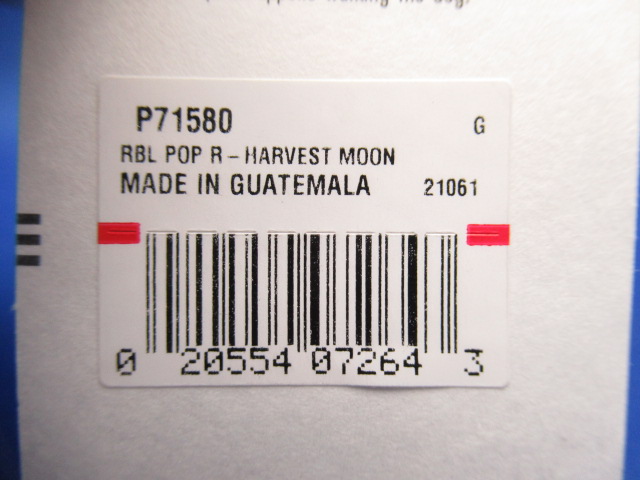 P71580 G
RBL POP R – HARVEST MOON
MADE IN GUATEMALA 21061
0 20554 07264 3